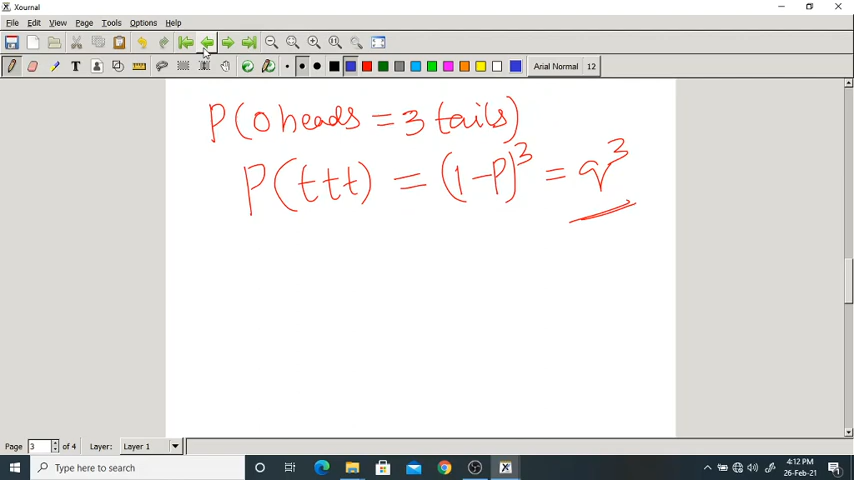 Xournal
File Edit View Page Tools Options Help
Arial Normal 12
P(0 heads = 3 tails)
P(ttt) = (1-P)^3 = q^3
Page 3 of 4 Layer: Layer 1
Type here to search
4:12 PM
26-Feb-21